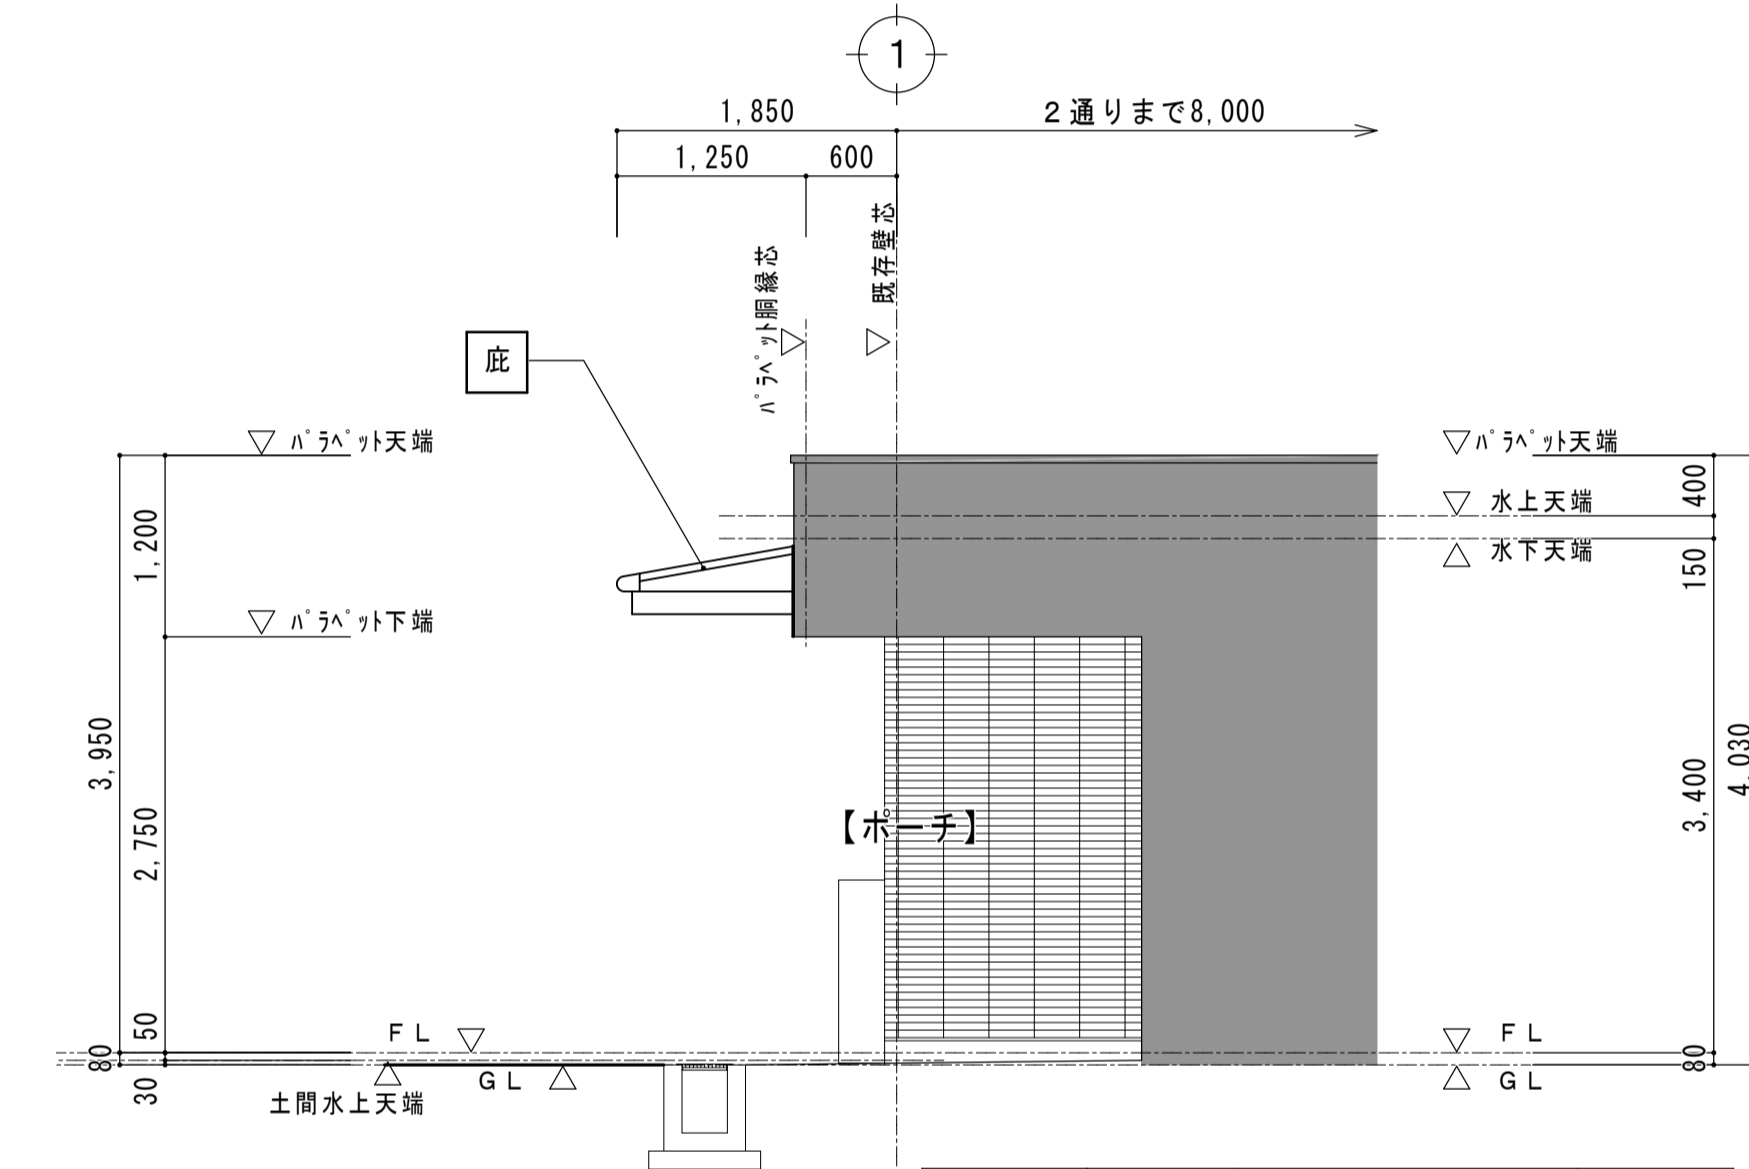 1
1,850
2通りまで8,000
1,250
600
既存壁芯
パラペット胴縁芯
庇
パラペット天端
パラペット天端
400
水上天端
1,200
水下天端
150
パラペット下端
3,950
4,030
3,400
2,750
【ポーチ】
50
FL
FL
80
80
GL
GL
30
土間水上天端